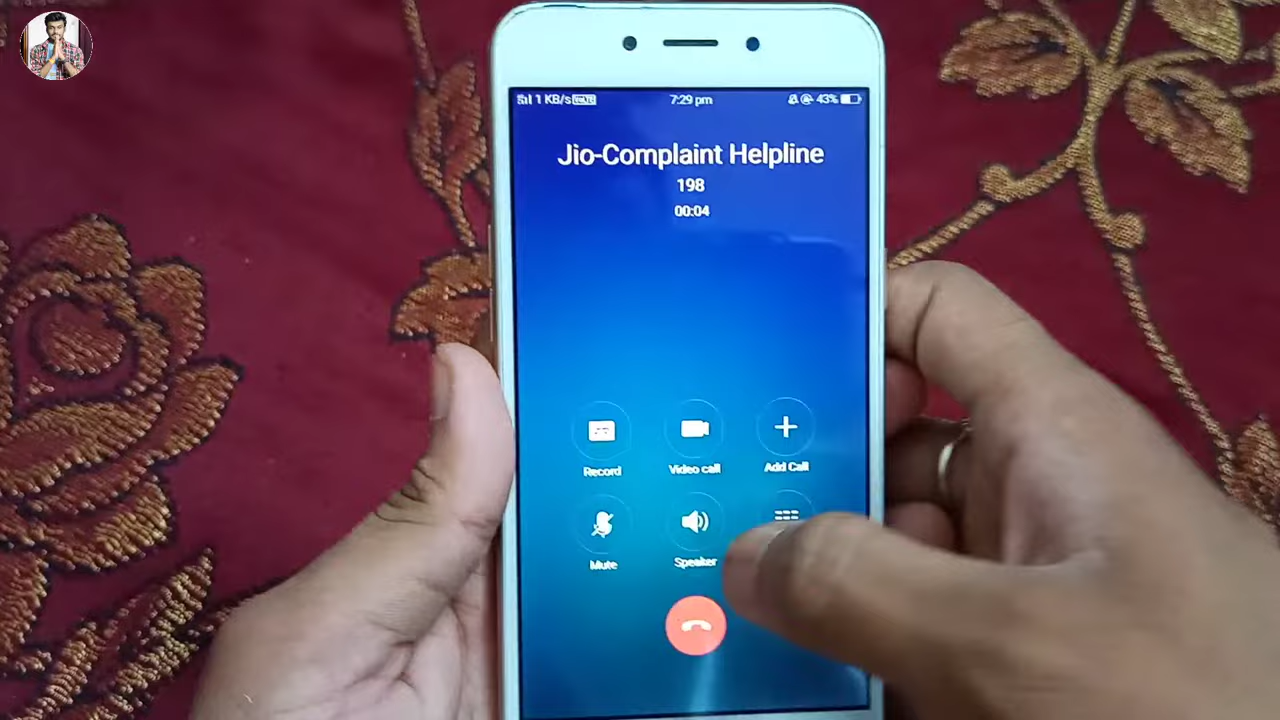 1 KB/s VoLTE 7:29 pm 43%
Jio-Complaint Helpline
198
00:04
Record Video call Add Call
Mute Speaker